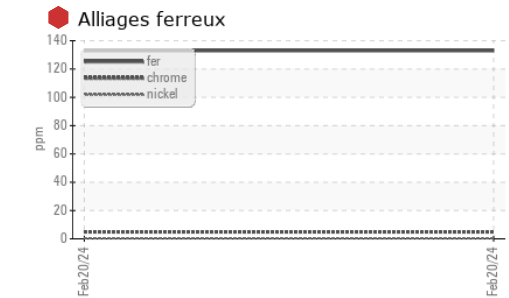 Alliages ferreux
140
120
100
80
60
40
20
0
ppm
fer
chrome
nickel
Feb20/24
Feb20/24